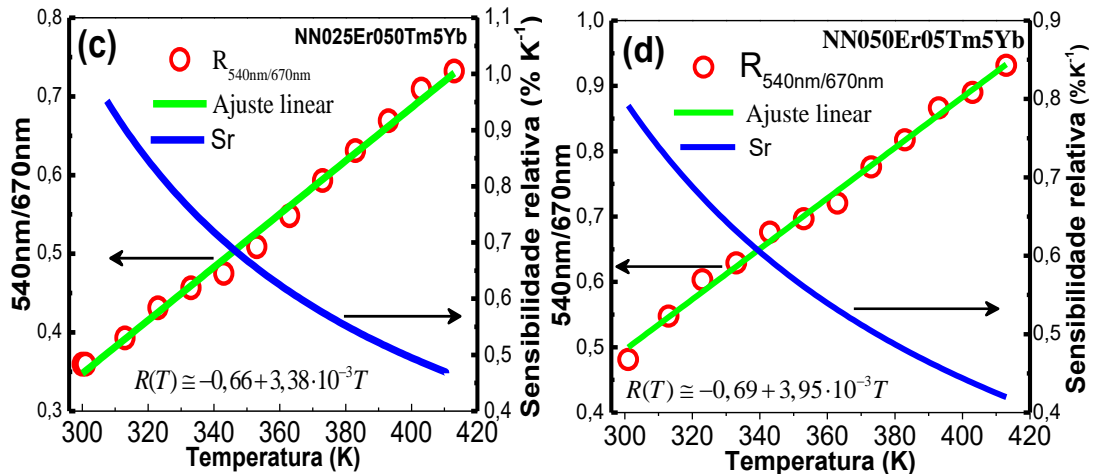 (c)
NN025Er050Tm5Yb
R540nm/670nm
Ajuste linear
Sr
R(T)≅−0,66+3,38·10⁻³T
540nm/670nm
0,8
0,7
0,6
0,5
0,4
0,3
300 320 340 360 380 400 420
Temperatura (K)
1,1
1,0
0,9
0,8
0,7
0,6
0,5
0,4
Sensibilidade relativa (% K⁻¹)
(d)
NN050Er05Tm5Yb
R540nm/670nm
Ajuste linear
Sr
R(T)≅−0,69+3,95·10⁻³T
540nm/670nm
1,0
0,9
0,8
0,7
0,6
0,5
0,4
300 320 340 360 380 400 420
Temperatura (K)
0,9
0,8
0,7
0,6
0,5
0,4
Sensibilidade relativa (%K⁻¹)